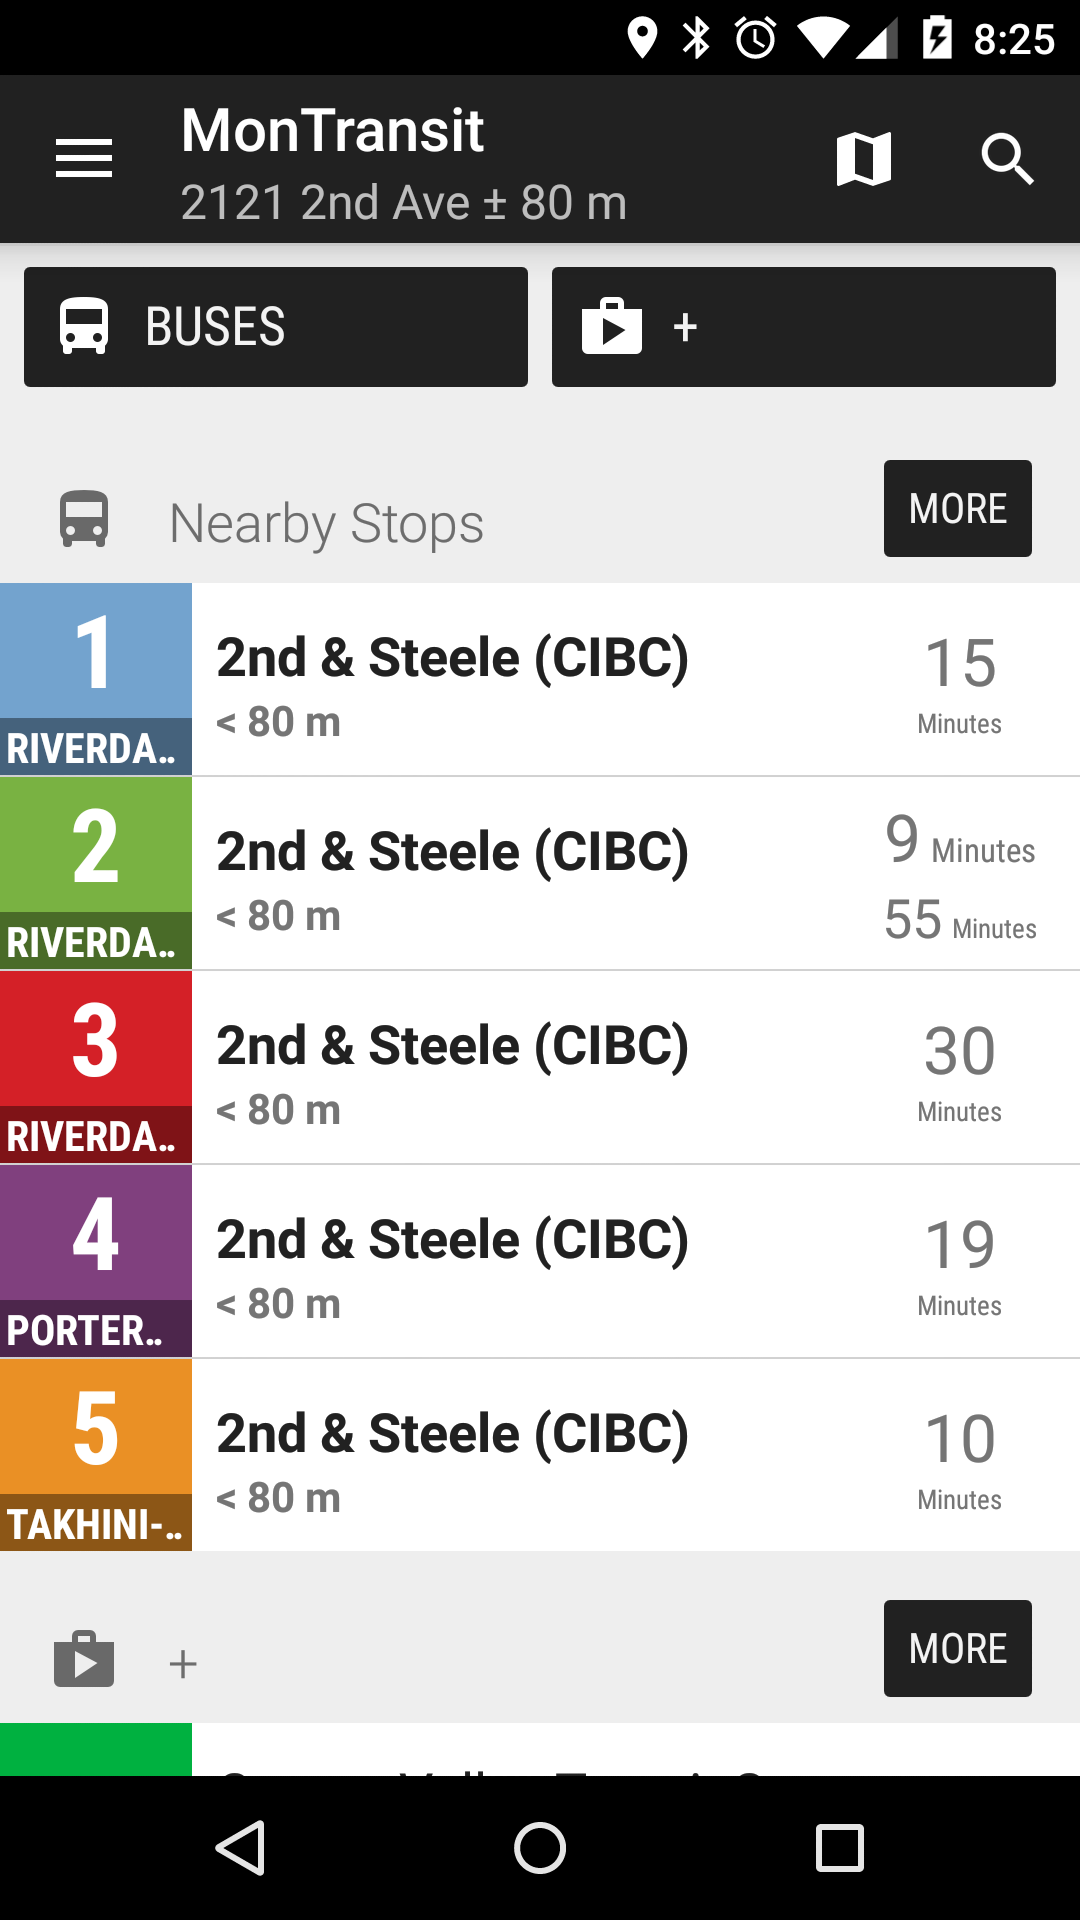 8:25
MonTransit
2121 2nd Ave ± 80 m
BUSES
+
Nearby Stops
MORE
1
RIVERDA…
2nd & Steele (CIBC)
< 80 m
15
Minutes
2
RIVERDA…
2nd & Steele (CIBC)
< 80 m
9 Minutes
55 Minutes
3
RIVERDA…
2nd & Steele (CIBC)
< 80 m
30
Minutes
4
PORTER…
2nd & Steele (CIBC)
< 80 m
19
Minutes
5
TAKHINI-…
2nd & Steele (CIBC)
< 80 m
10
Minutes
+
MORE